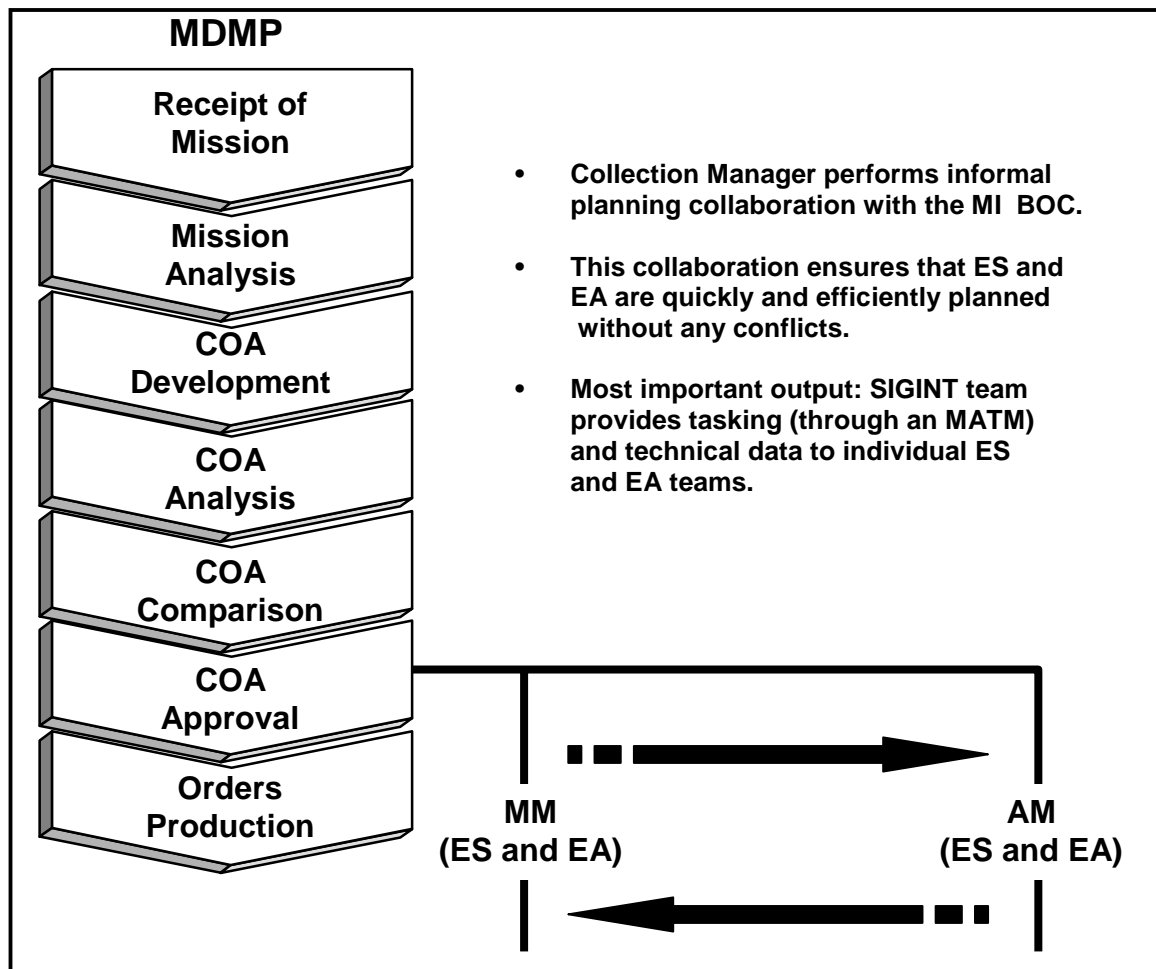 MDMP
Receipt of
Mission
Mission
Analysis
COA
Development
COA
Analysis
COA
Comparison
COA
Approval
Orders
Production
• Collection Manager performs informal
planning collaboration with the MI BOC.
• This collaboration ensures that ES and
EA are quickly and efficiently planned
without any conflicts.
• Most important output: SIGINT team
provides tasking (through an MATM)
and technical data to individual ES
and EA teams.
MM
(ES and EA)
AM
(ES and EA)